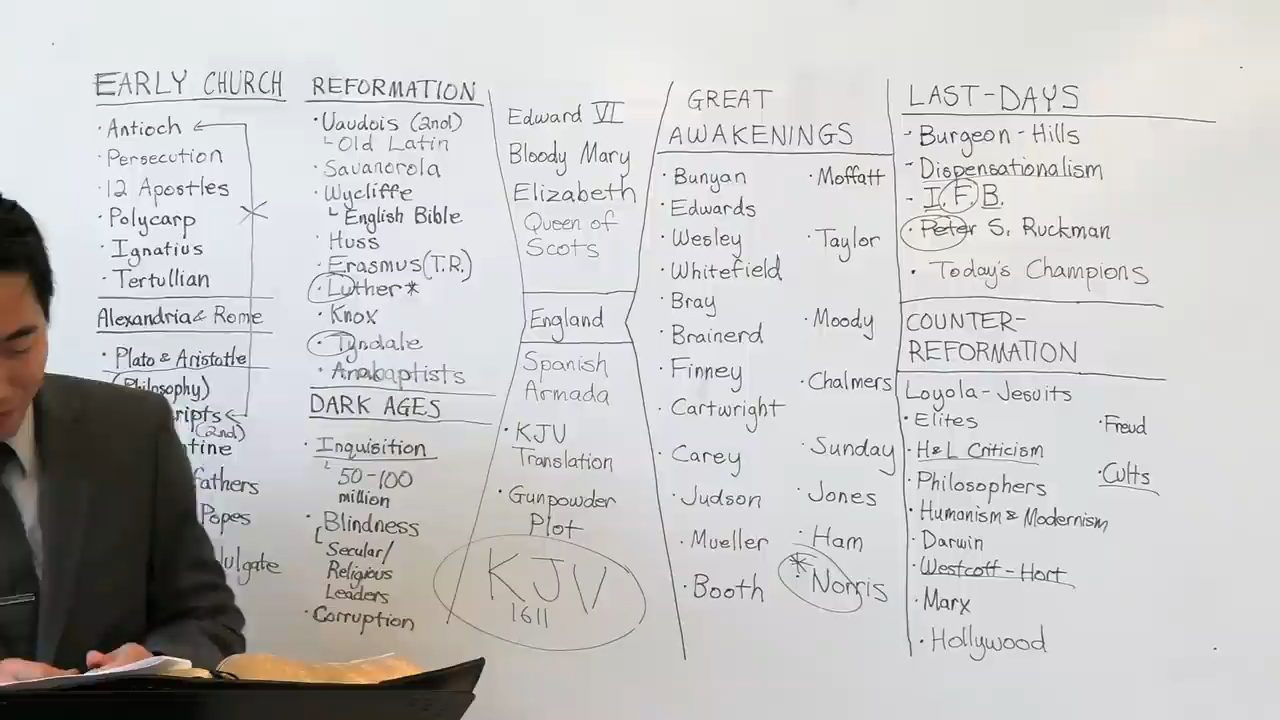 EARLY CHURCH
· Antioch
· Persecution
· 12 Apostles
· Polycarp
· Ignatius
· Tertullian
Alexandria & Rome
· Plato & Aristotle
(Philosophy)
ripts
(2nd)
tine
fathers
Popes
ulgate
REFORMATION
· Vaudois (2nd)
Old Latin
· Savanorola
· Wycliffe
English Bible
· Huss
· Erasmus (T.R.)
· Luther*
· Knox
· Tyndale
· Anabaptists
DARK AGES
· Inquisition
50-100
million
· Blindness
Secular/
Religious
Leaders
· Corruption
Edward VI
Bloody Mary
Elizabeth
Queen of
Scots
England
Spanish
Armada
· KJV
Translation
· Gunpowder
Plot
KJV
1611
GREAT
AWAKENINGS
· Bunyan
· Edwards
· Wesley
· Whitefield
· Bray
· Brainerd
· Finney
· Cartwright
· Carey
· Judson
· Mueller
· Booth
· Moffatt
· Taylor
· Moody
· Chalmers
· Sunday
· Jones
· Ham
* · Norris
LAST-DAYS
- Burgeon-Hills
- Dispensationalism
- I.F.B.
· Peter S. Ruckman
· Today's Champions
COUNTER-
REFORMATION
Loyola-Jesuits
· Elites
· H&L Criticism
· Philosophers
· Humanism & Modernism
· Darwin
· Westcott-Hort
· Marx
· Hollywood
· Freud
· Cults